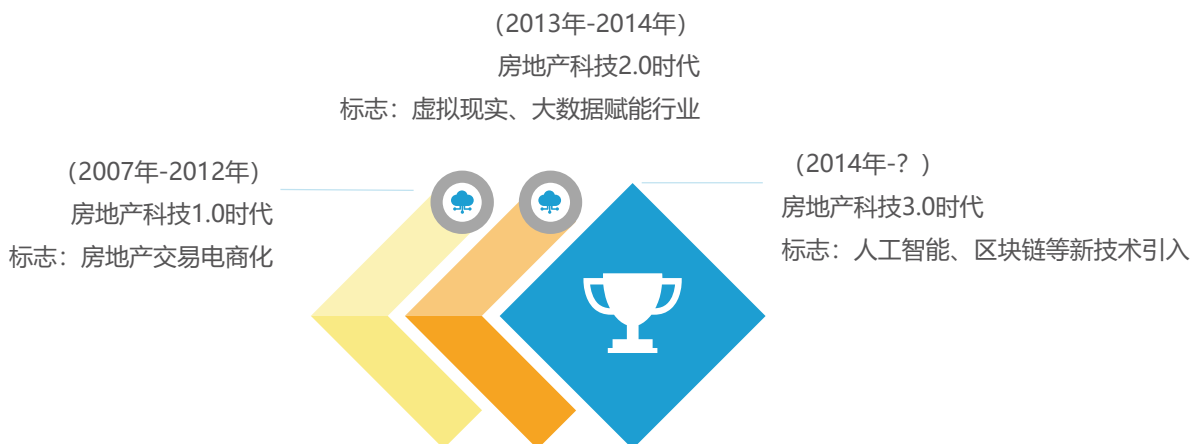 （2013年-2014年）
房地产科技2.0时代
标志：虚拟现实、大数据赋能行业
（2007年-2012年）
房地产科技1.0时代
标志：房地产交易电商化
（2014年-？）
房地产科技3.0时代
标志：人工智能、区块链等新技术引入